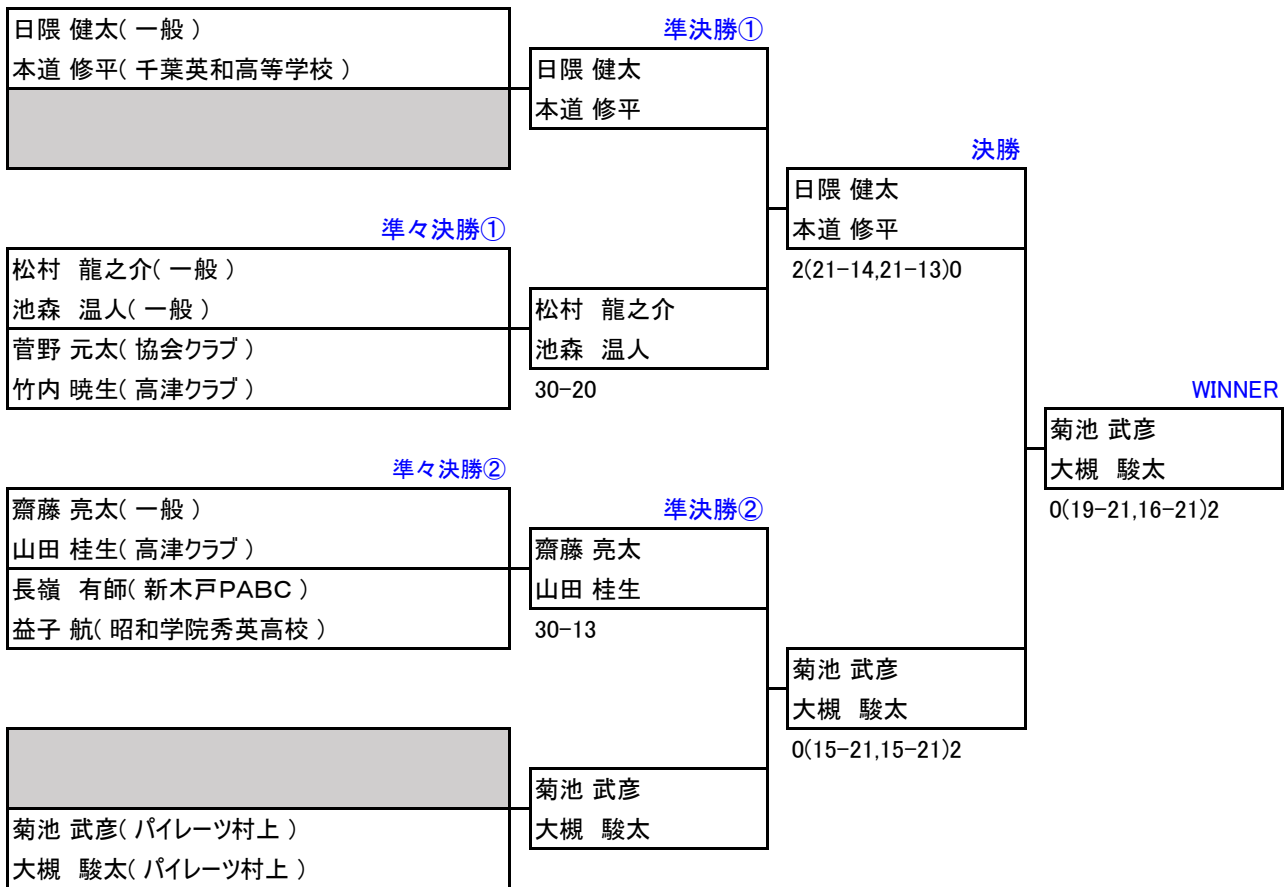 日隈 健太( 一般 )
本道 修平( 千葉英和高等学校 )
準決勝①
日隈 健太
本道 修平
決勝
日隈 健太
本道 修平
2(21-14,21-13)0
準々決勝①
松村　龍之介( 一般 )
池森　温人( 一般 )
菅野 元太( 協会クラブ )
竹内 暁生( 高津クラブ )
松村　龍之介
池森　温人
30-20
WINNER
菊池 武彦
大槻　駿太
0(19-21,16-21)2
準々決勝②
齋藤 亮太( 一般 )
山田 桂生( 高津クラブ )
長嶺　有師( 新木戸PABC )
益子 航( 昭和学院秀英高校 )
準決勝②
齋藤 亮太
山田 桂生
30-13
菊池 武彦
大槻　駿太
0(15-21,15-21)2
菊池 武彦
大槻　駿太
菊池 武彦( パイレーツ村上 )
大槻　駿太( パイレーツ村上 )